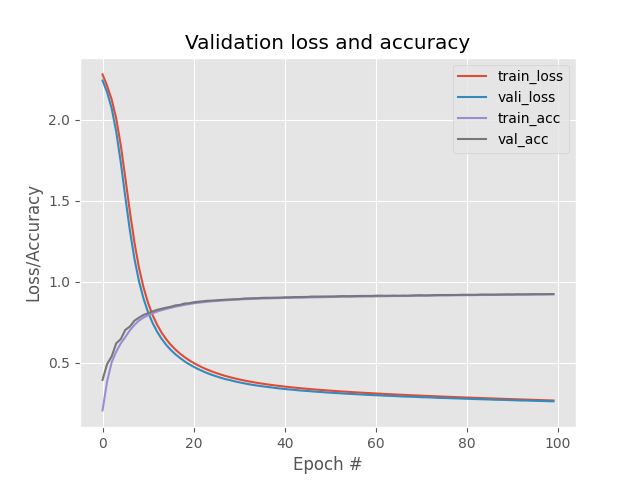 Validation loss and accuracy
train_loss
vali_loss
train_acc
val_acc
Loss/Accuracy
2.0
1.5
1.0
0.5
0 20 40 60 80 100
Epoch #